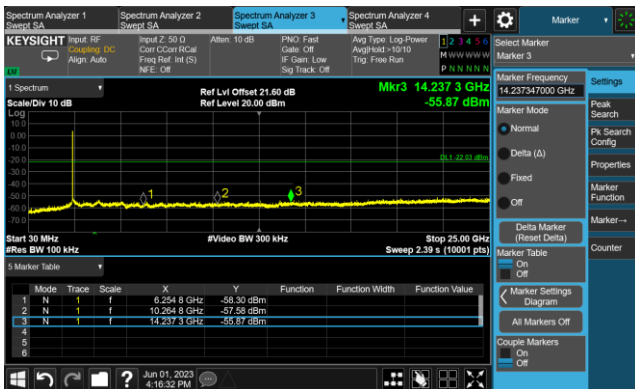 Spectrum Analyzer 1
Swept SA
Spectrum Analyzer 2
Swept SA
Spectrum Analyzer 3
Swept SA
Spectrum Analyzer 4
Swept SA
Marker
KEYSIGHT
Input: RF
Coupling: DC
Align: Auto
Input Z: 50 Ω
Corr CCorr RCal
Freq Ref: Int (S)
NFE: Off
Atten: 10 dB
PNO: Fast
Gate: Off
IF Gain: Low
Sig Track: Off
Avg Type: Log-Power
Avg|Hold:>10/10
Trig: Free Run
1 2 3 4 5 6
M W W W W W
P N N N N N
LU
Select Marker
Marker 3
1 Spectrum
Scale/Div 10 dB
Ref Lvl Offset 21.60 dB
Ref Level 20.00 dBm
Mkr3 14.237 3 GHz
-55.87 dBm
Log
10.0
0.00
-10.0
-20.0
-30.0
-40.0
-50.0
-60.0
-70.0
DL1 -22.03 dBm
1
2
3
Start 30 MHz
#Res BW 100 kHz
#Video BW 300 kHz
Stop 25.00 GHz
Sweep 2.39 s (10001 pts)
5 Marker Table
Mode Trace Scale X Y Function Function Width Function Value
1 N 1 f 6.254 8 GHz -58.30 dBm
2 N 1 f 10.264 8 GHz -57.58 dBm
3 N 1 f 14.237 3 GHz -55.87 dBm
4
5
6
Jun 01, 2023
4:16:32 PM
Marker Frequency
14.237347000 GHz
Marker Mode
Normal
Delta (Δ)
Fixed
Off
Delta Marker
(Reset Delta)
Marker Table
On
Off
Marker Settings
Diagram
All Markers Off
Couple Markers
On
Off
Settings
Peak
Search
Pk Search
Config
Properties
Marker
Function
Marker→
Counter